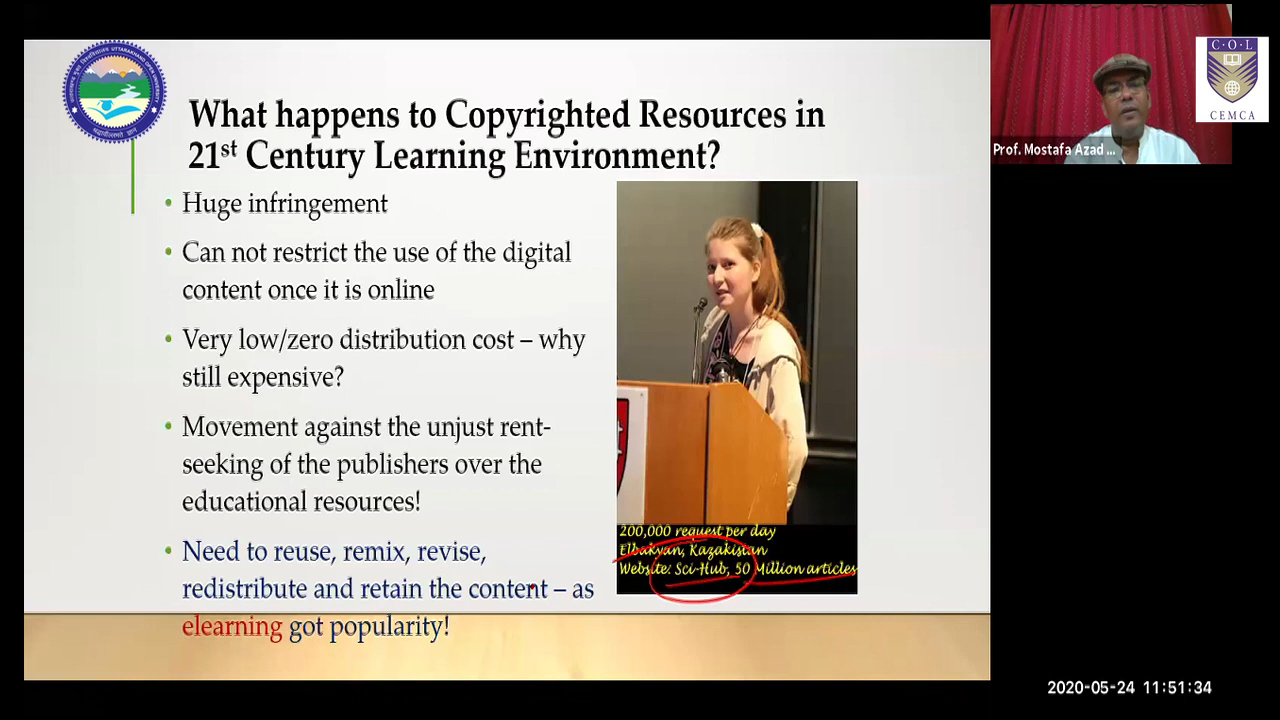 What happens to Copyrighted Resources in
21st Century Learning Environment?
• Huge infringement
• Can not restrict the use of the digital
content once it is online
• Very low/zero distribution cost – why
still expensive?
• Movement against the unjust rent-
seeking of the publishers over the
educational resources!
• Need to reuse, remix, revise,
redistribute and retain the content – as
elearning got popularity!
200,000 request per day
Elbakyan, Kazakistan
Website: Sci-Hub, 50 Million articles
Prof. Mostafa Azad ...
C·O·L
CEMCA
2020-05-24 11:51:34